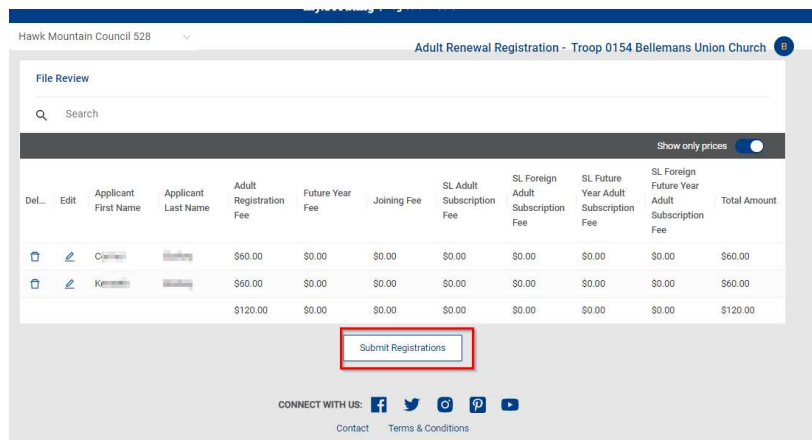 Hawk Mountain Council 528
Adult Renewal Registration - Troop 0154 Bellemans Union Church B
File Review
Search
Show only prices
Del... Edit Applicant First Name Applicant Last Name Adult Registration Fee Future Year Fee Joining Fee SL Adult Subscription Fee SL Foreign Adult Subscription Fee SL Future Year Adult Subscription Fee SL Foreign Future Year Adult Subscription Fee Total Amount
$60.00 $0.00 $0.00 $0.00 $0.00 $0.00 $0.00 $60.00
$60.00 $0.00 $0.00 $0.00 $0.00 $0.00 $0.00 $60.00
$120.00 $0.00 $0.00 $0.00 $0.00 $0.00 $0.00 $120.00
Submit Registrations
CONNECT WITH US:
Contact Terms & Conditions